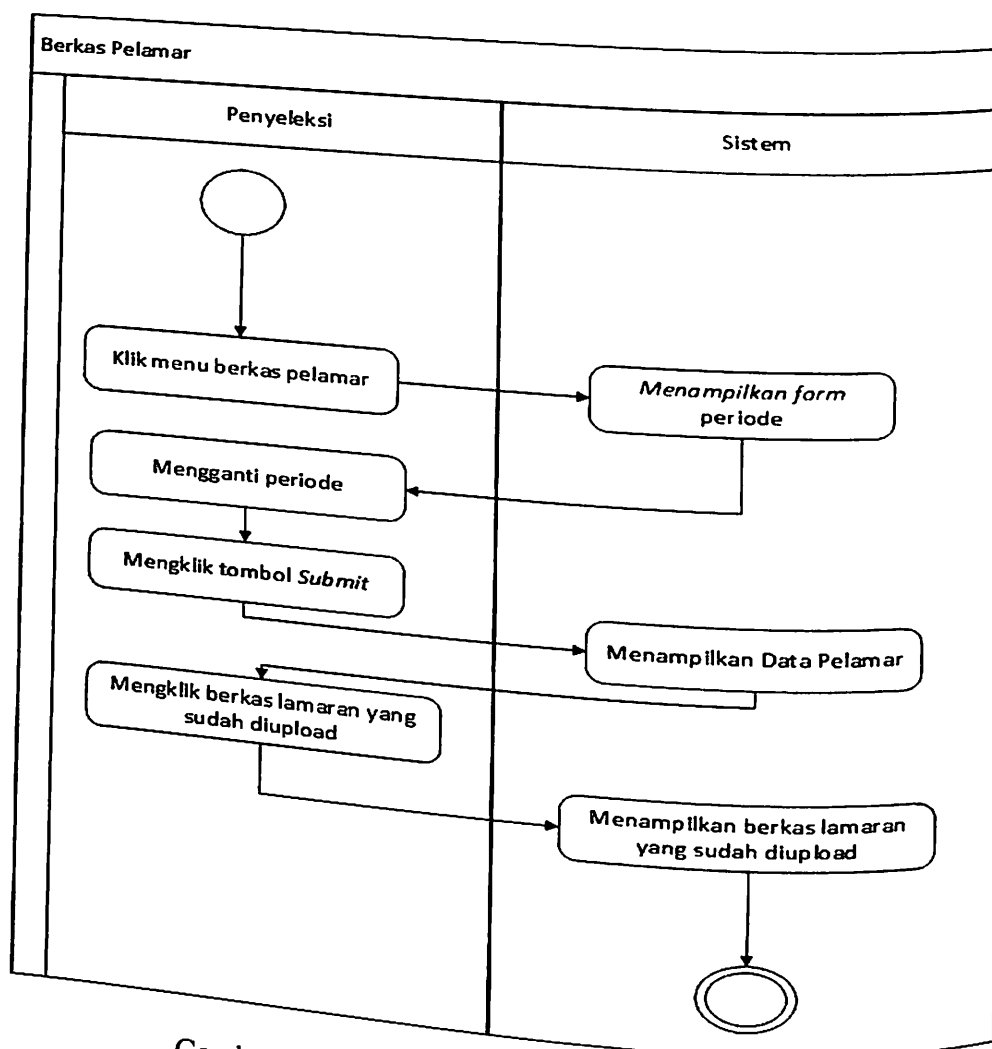 Berkas Pelamar
Penyeleksi
Sistem
Klik menu berkas pelamar
Menampilkan form
periode
Mengganti periode
Mengklik tombol Submit
Menampilkan Data Pelamar
Mengklik berkas lamaran yang
sudah diupload
Menampilkan berkas lamaran
yang sudah diupload